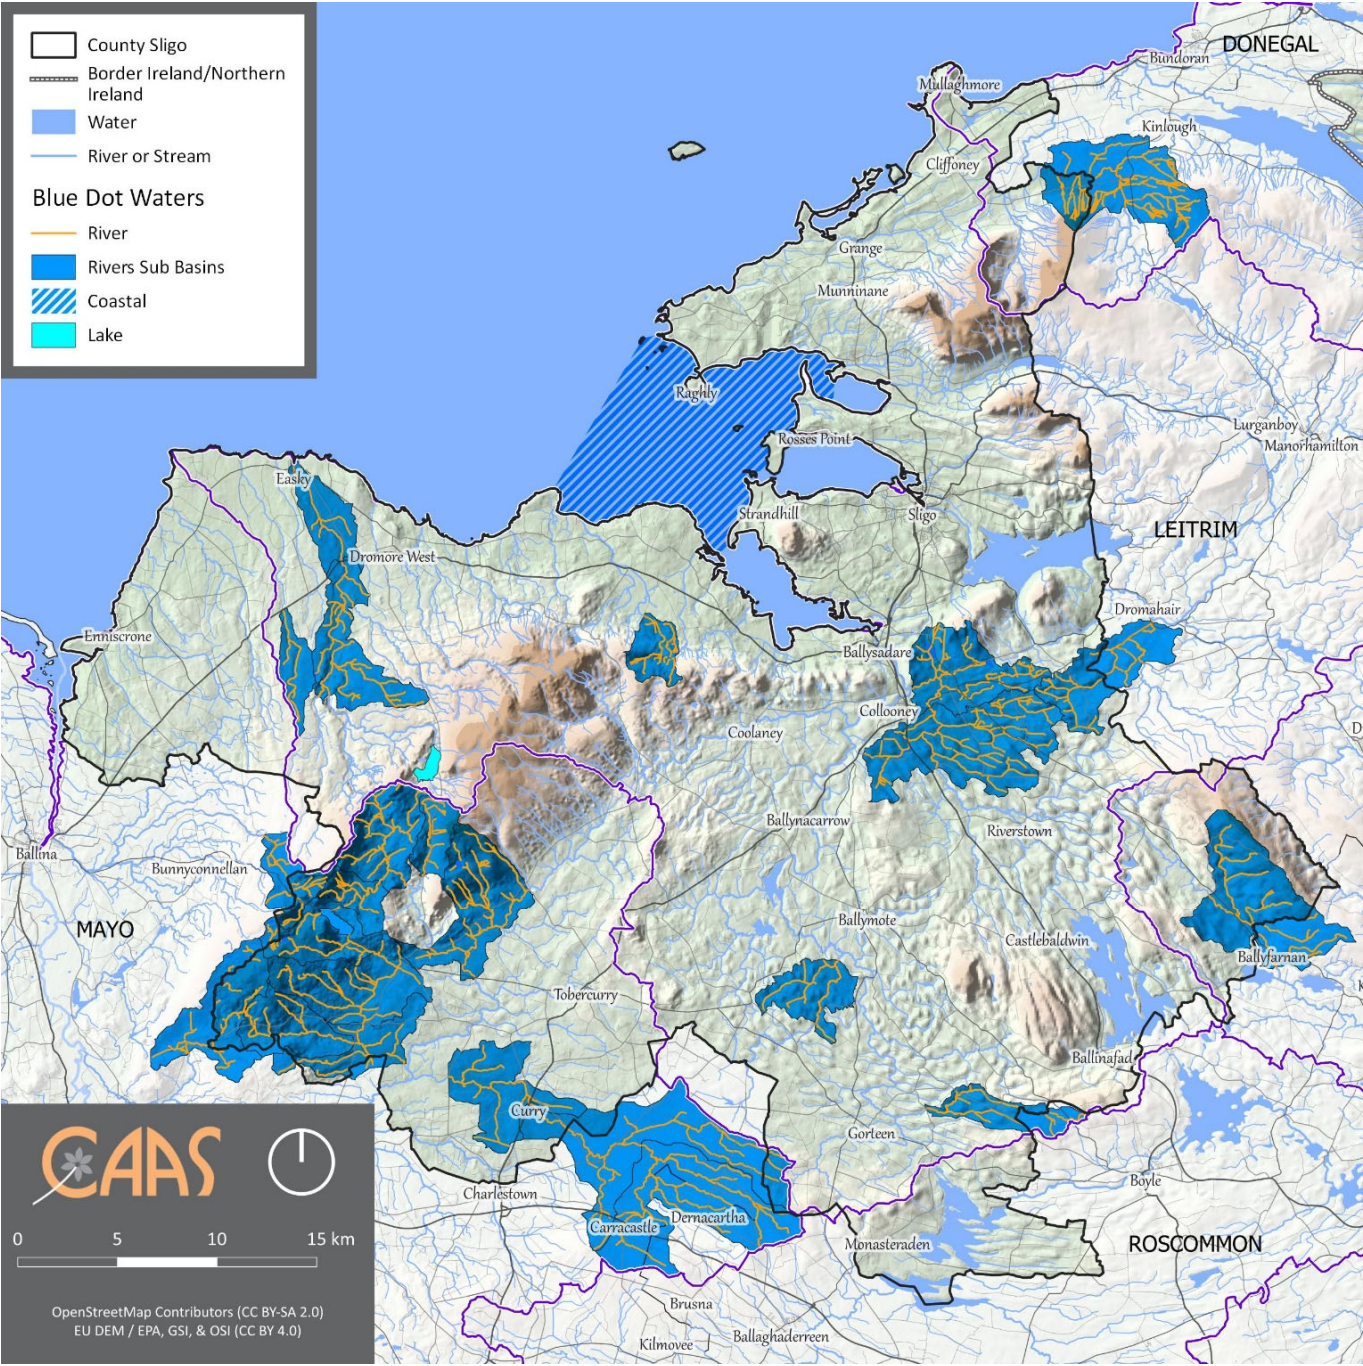 County Sligo
Border Ireland/Northern
Ireland
Water
River or Stream
Blue Dot Waters
River
Rivers Sub Basins
Coastal
Lake
DONEGAL
Bundoran
Mullaghmore
Kinlough
Cliffoney
Grange
Munninane
Raghly
Rosses Point
Lurganboy
Manorhamilton
Easky
Strandhill
Sligo
LEITRIM
Dromore West
Enniscrone
Dromahair
Ballysadare
Collooney
Coolaney
D
Ballynacarrow
Riverstown
Ballina
Bunnyconnellan
MAYO
Ballymote
Castlebaldwin
Ballyfarnan
Tobercurry
K
Ballinafad
Curry
Gorteen
Charlestown
Boyle
Carracastle
Dernacartha
Monasteraden
ROSCOMMON
Brusna
Kilmovee
Ballaghaderreen
CAAS
0 5 10 15 km
OpenStreetMap Contributors (CC BY-SA 2.0)
EU DEM / EPA, GSI, & OSI (CC BY 4.0)